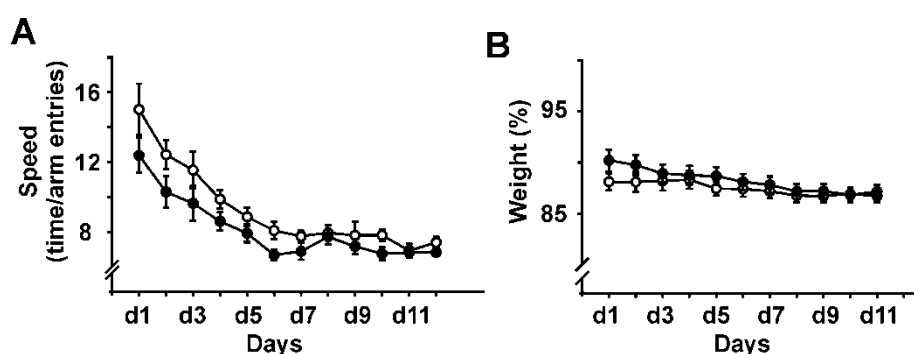 A
Speed
(time/arm entries)
16
12
8
d1 d3 d5 d7 d9 d11
Days
B
Weight (%)
95
85
d1 d3 d5 d7 d9 d11
Days